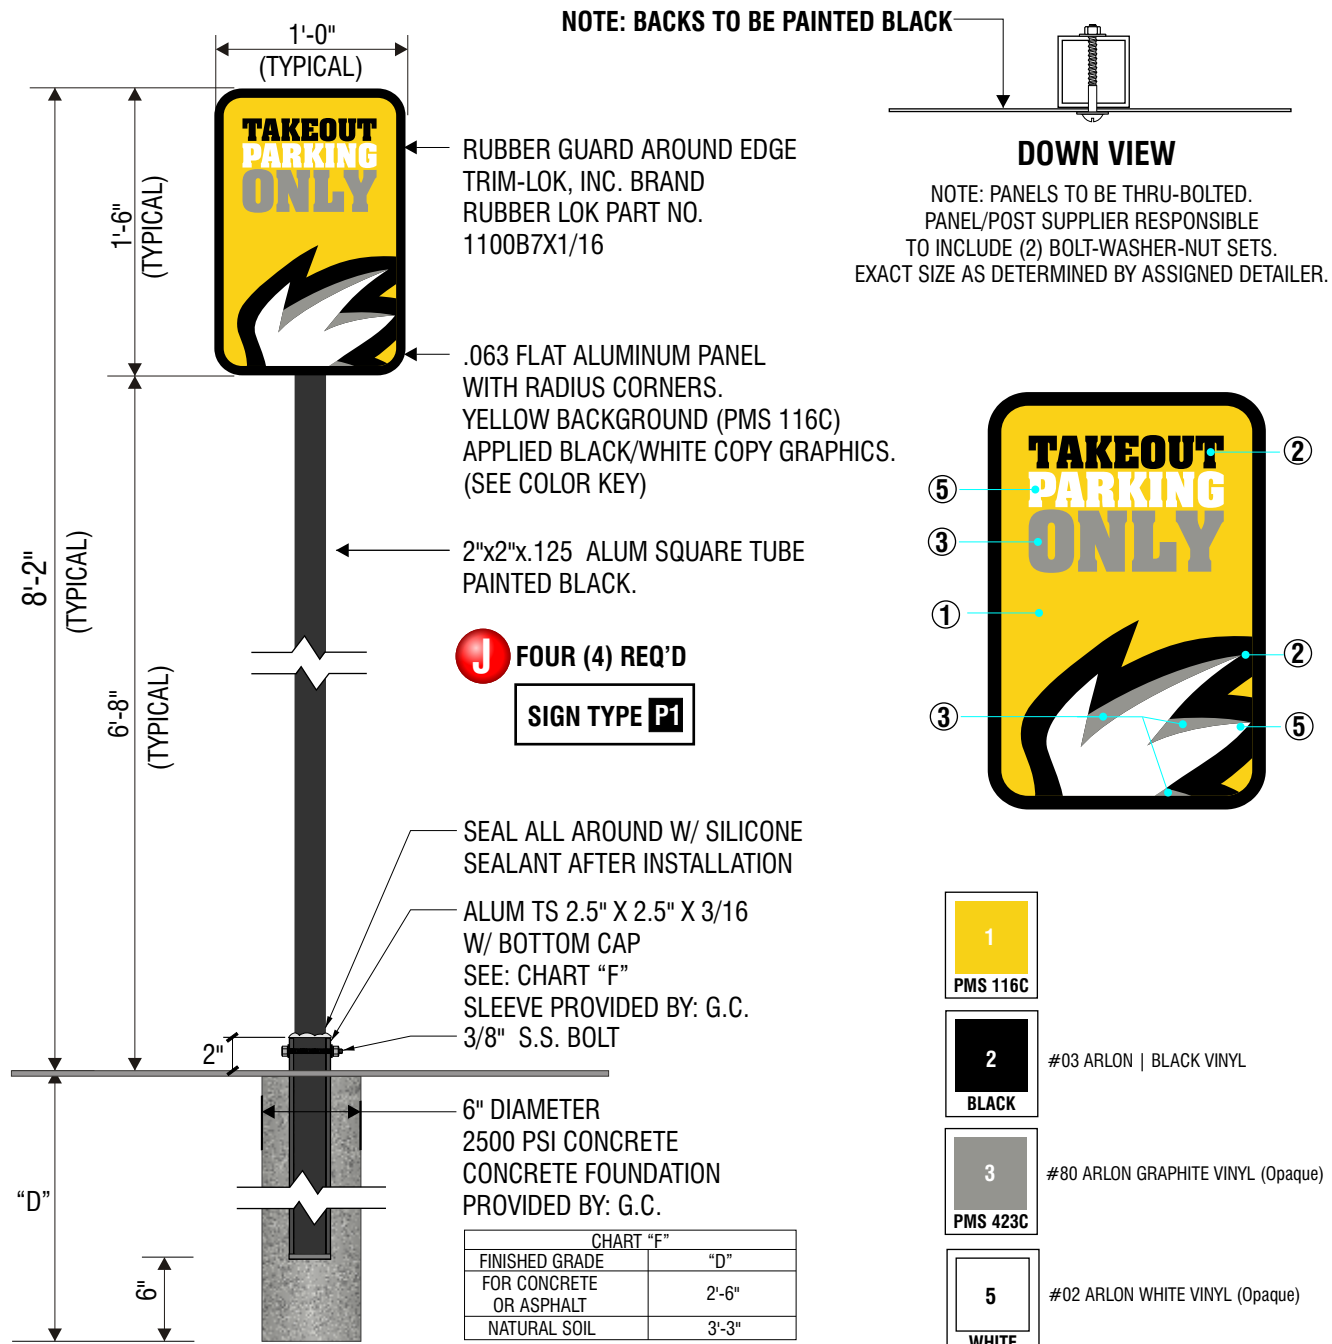 NOTE: BACKS TO BE PAINTED BLACK
1'-0"
(TYPICAL)
TAKEOUT
PARKING
ONLY
RUBBER GUARD AROUND EDGE
TRIM-LOK, INC. BRAND
RUBBER LOK PART NO.
1100B7X1/16
DOWN VIEW
NOTE: PANELS TO BE THRU-BOLTED.
PANEL/POST SUPPLIER RESPONSIBLE
TO INCLUDE (2) BOLT-WASHER-NUT SETS.
EXACT SIZE AS DETERMINED BY ASSIGNED DETAILER.
1'-6"
(TYPICAL)
.063 FLAT ALUMINUM PANEL
WITH RADIUS CORNERS.
YELLOW BACKGROUND (PMS 116C)
APPLIED BLACK/WHITE COPY GRAPHICS.
(SEE COLOR KEY)
2"x2"x.125 ALUM SQUARE TUBE
PAINTED BLACK.
8'-2"
(TYPICAL)
6'-8"
(TYPICAL)
J FOUR (4) REQ'D
SIGN TYPE P1
TAKEOUT
PARKING
ONLY
2
5
3
1
2
3
5
SEAL ALL AROUND W/ SILICONE
SEALANT AFTER INSTALLATION
ALUM TS 2.5" X 2.5" X 3/16
W/ BOTTOM CAP
SEE: CHART “F”
SLEEVE PROVIDED BY: G.C.
3/8" S.S. BOLT
2"
6" DIAMETER
2500 PSI CONCRETE
CONCRETE FOUNDATION
PROVIDED BY: G.C.
“D”
6"
CHART “F”
FINISHED GRADE “D”
FOR CONCRETE
OR ASPHALT 2'-6"
NATURAL SOIL 3'-3"
1
PMS 116C
2
BLACK
#03 ARLON | BLACK VINYL
3
PMS 423C
#80 ARLON GRAPHITE VINYL (Opaque)
5
WHITE
#02 ARLON WHITE VINYL (Opaque)